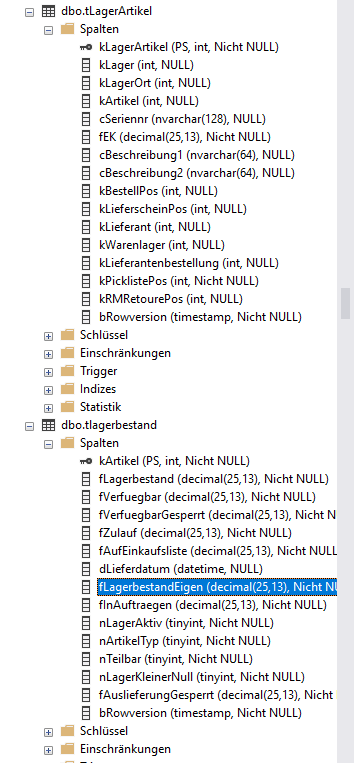 dbo.tLagerArtikel
Spalten
kLagerArtikel (PS, int, Nicht NULL)
kLager (int, NULL)
kLagerOrt (int, NULL)
kArtikel (int, NULL)
cSeriennr (nvarchar(128), NULL)
fEK (decimal(25,13), Nicht NULL)
cBeschreibung1 (nvarchar(64), NULL)
cBeschreibung2 (nvarchar(64), NULL)
kBestellPos (int, NULL)
kLieferscheinPos (int, NULL)
kLieferant (int, NULL)
kWarenlager (int, NULL)
kLieferantenbestellung (int, NULL)
kPicklistePos (int, Nicht NULL)
kRMRetourePos (int, NULL)
bRowversion (timestamp, Nicht NULL)
Schlüssel
Einschränkungen
Trigger
Indizes
Statistik
dbo.tlagerbestand
Spalten
kArtikel (PS, int, Nicht NULL)
fLagerbestand (decimal(25,13), Nicht NULL)
fVerfuegbar (decimal(25,13), Nicht NULL)
fVerfuegbarGesperrt (decimal(25,13), Nicht
fZulauf (decimal(25,13), Nicht NULL)
fAufEinkaufsliste (decimal(25,13), Nicht NULL)
dLieferdatum (datetime, NULL)
fLagerbestandEigen (decimal(25,13), Nicht NU
fInAuftraegen (decimal(25,13), Nicht NULL)
nLagerAktiv (tinyint, Nicht NULL)
nArtikelTyp (tinyint, Nicht NULL)
nTeilbar (tinyint, Nicht NULL)
nLagerKleinerNull (tinyint, Nicht NULL)
fAuslieferungGesperrt (decimal(25,13), Nicht
bRowversion (timestamp, Nicht NULL)
Schlüssel
Einschränkungen